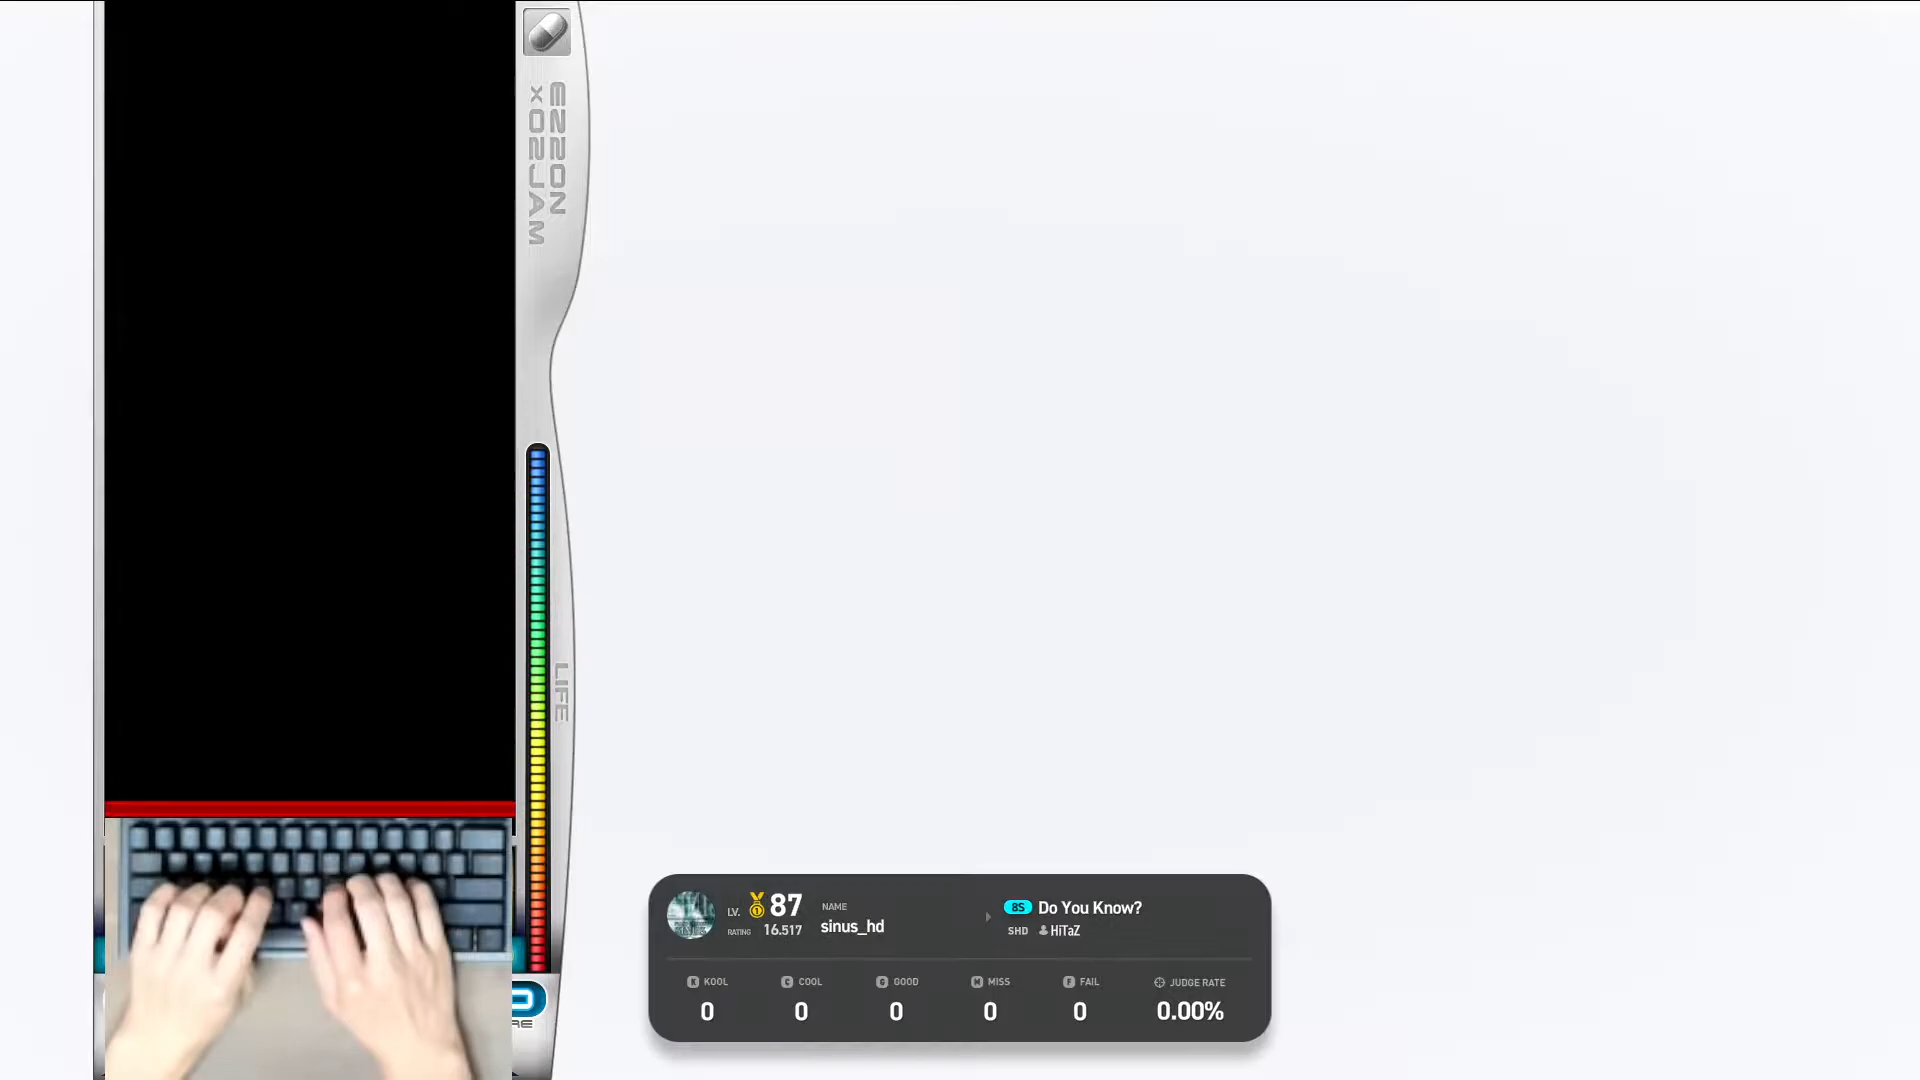 EZ2ON
x O2JAM
LIFE
LV. 87
RATING 16.517
NAME
sinus_hd
8S Do You Know?
SHD HiTaZ
K KOOL
C COOL
G GOOD
M MISS
F FAIL
JUDGE RATE
0
0
0
0
0
0.00%